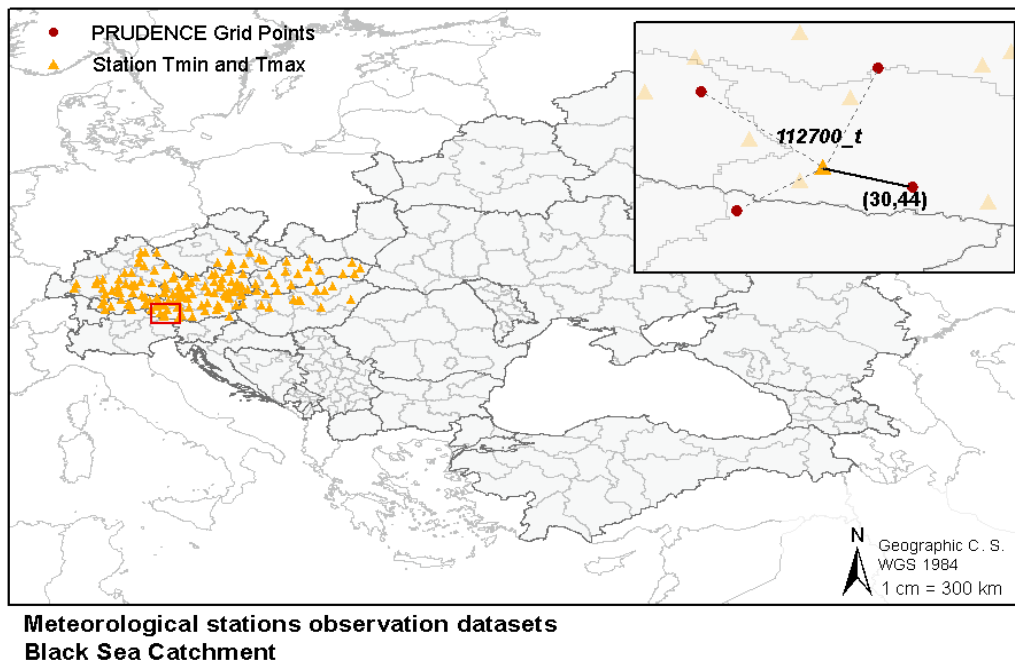 PRUDENCE Grid Points
Station Tmin and Tmax
112700_t
(30,44)
N
Geographic C. S.
WGS 1984
1 cm = 300 km
Meteorological stations observation datasets
Black Sea Catchment